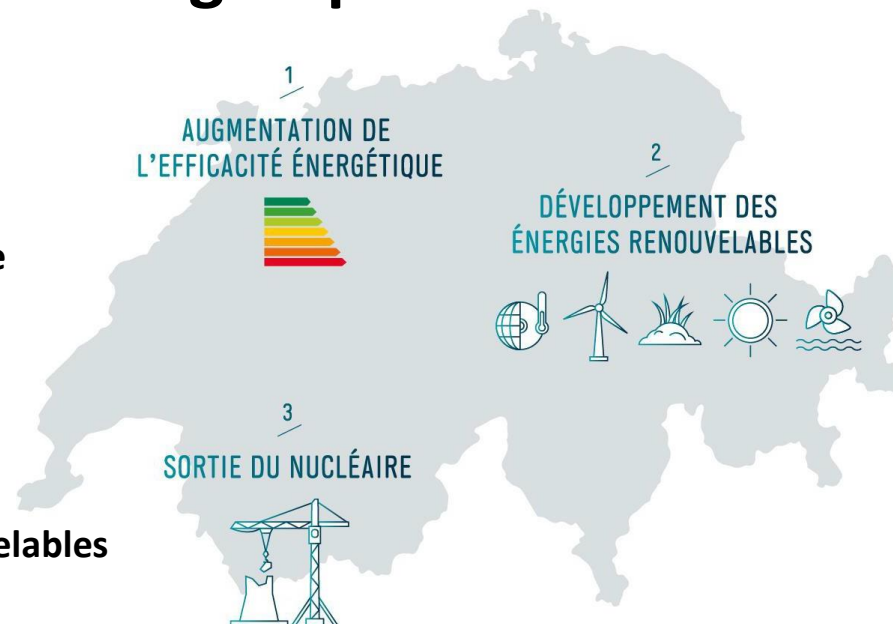 1
AUGMENTATION DE
L'EFFICACITÉ ÉNERGÉTIQUE
2
DÉVELOPPEMENT DES
ÉNERGIES RENOUVELABLES
3
SORTIE DU NUCLÉAIRE